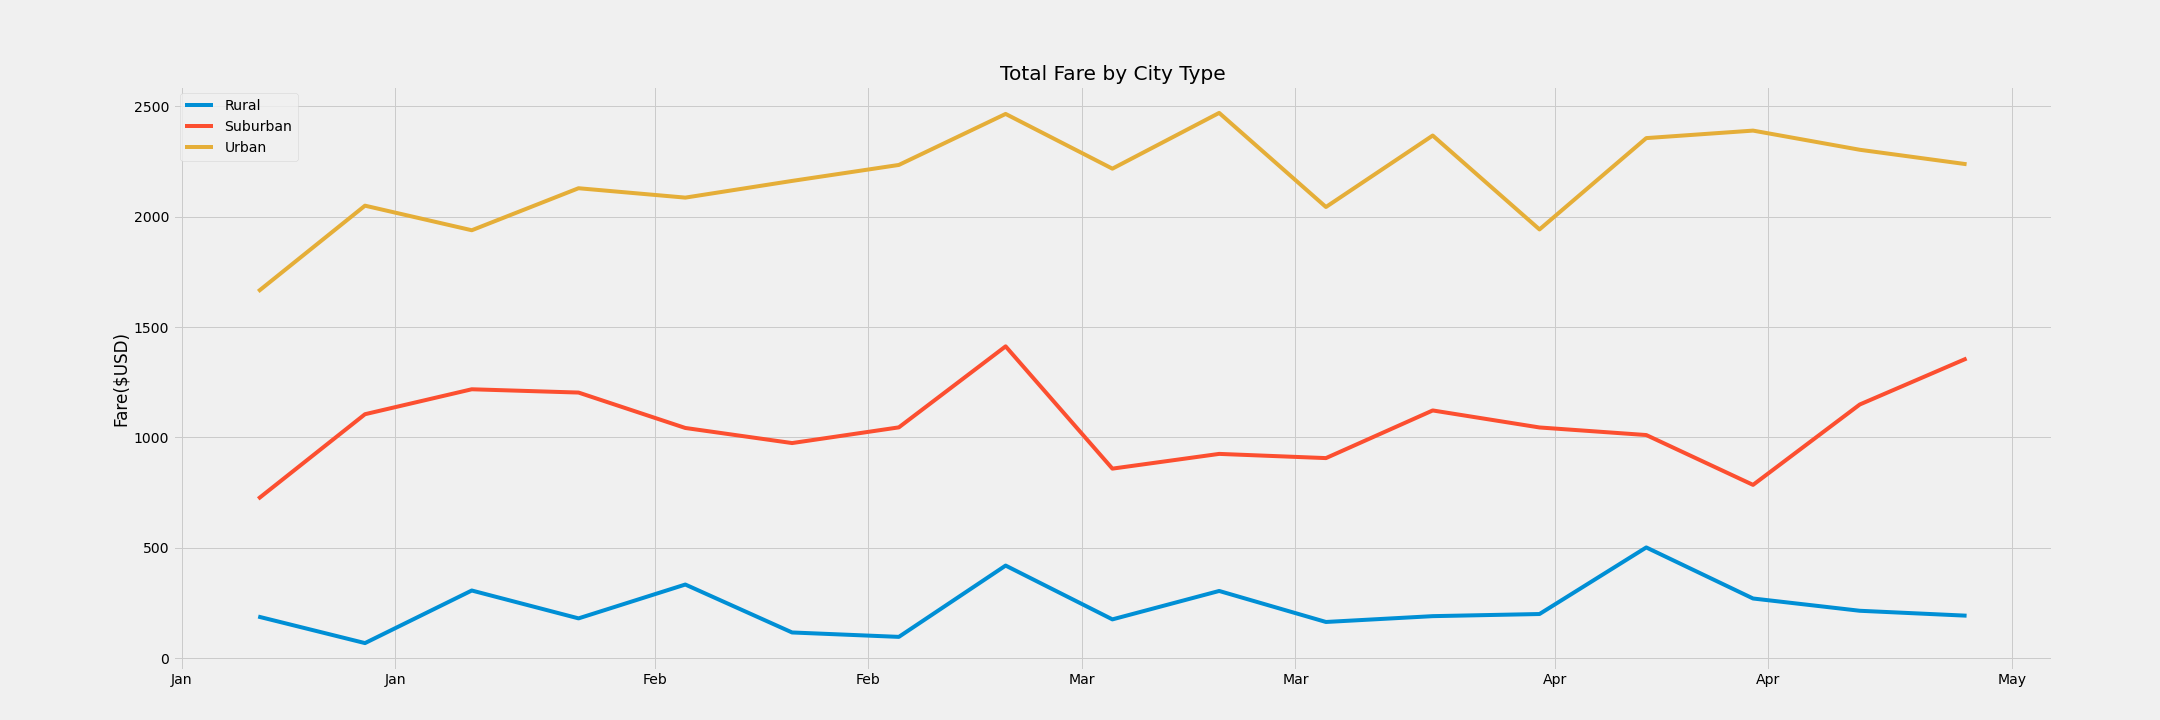 Total Fare by City Type
Rural
Suburban
Urban
Fare($USD)
2500
2000
1500
1000
500
0
Jan Jan Feb Feb Mar Mar Apr Apr May